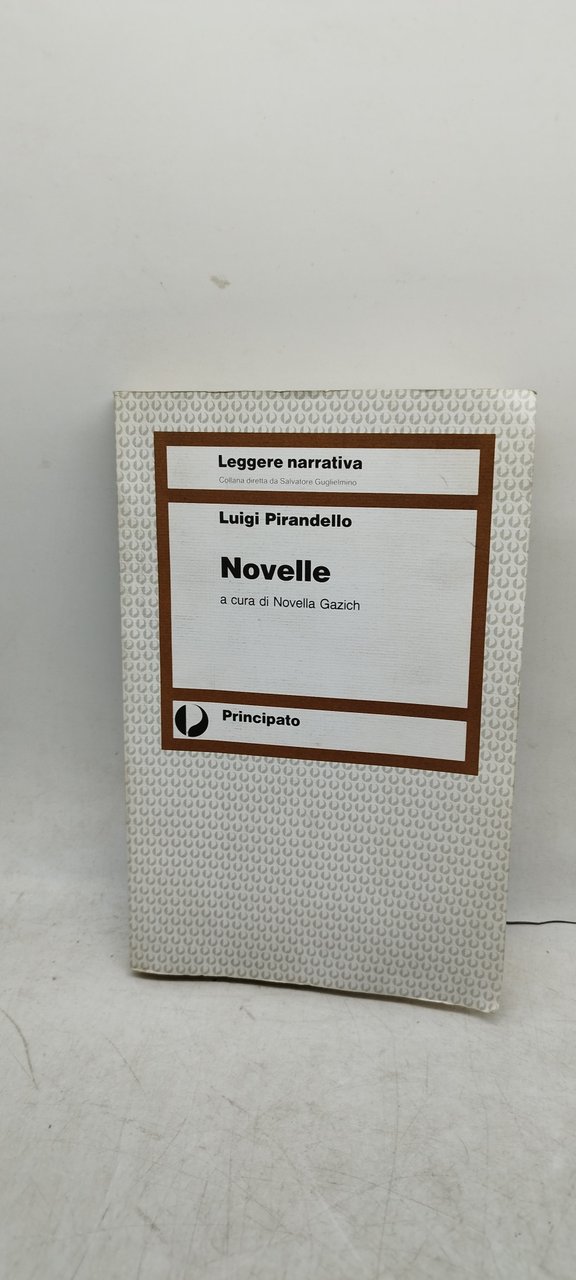 Leggere narrativa
Collana diretta da Salvatore Guglielmino
Luigi Pirandello
Novelle
a cura di Novella Gazich
Principato